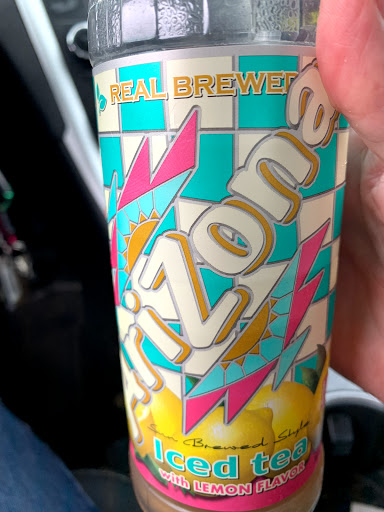 REAL BREWED
Arizona
Sun Brewed Style
Iced tea
with LEMON FLAVOR